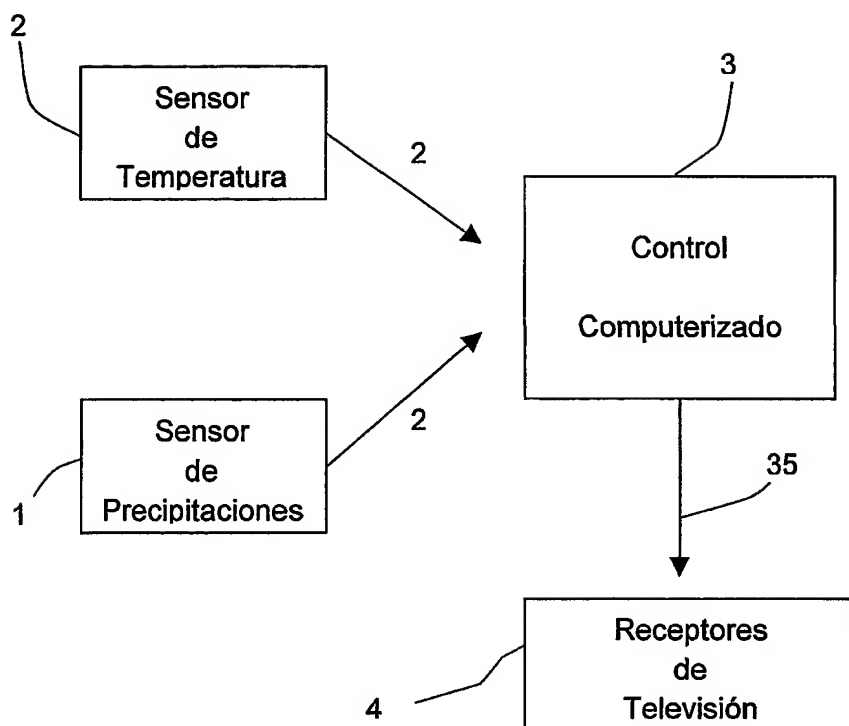 2
Sensor
de
Temperatura
2
3
Control
Computerizado
2
Sensor
de
Precipitaciones
1
35
Receptores
de
Televisión
4